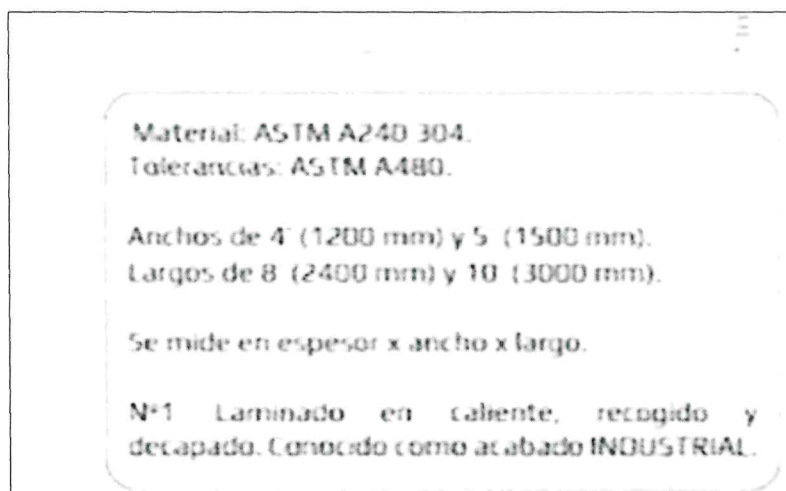 Material: ASTM A240 304.
Tolerancias: ASTM A480.
Anchos de 4' (1200 mm) y 5 (1500 mm).
Largos de 8 (2400 mm) y 10 (3000 mm).
Se mide en espesor x ancho x largo.
N°1 Laminado en caliente, recogido y
decapado. Conocido como acabado INDUSTRIAL.